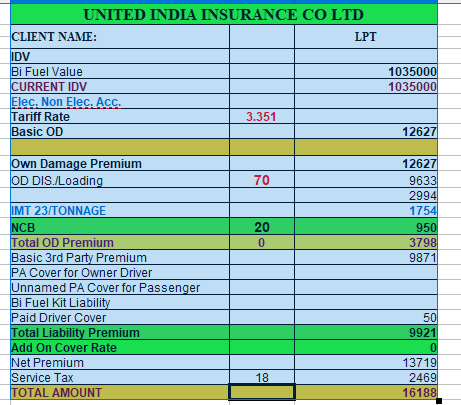 UNITED INDIA INSURANCE CO LTD
CLIENT NAME: LPT
IDV
Bi Fuel Value 1035000
CURRENT IDV 1035000
Elec, Non Elec. Acc.
Tariff Rate 3.351
Basic OD 12627
Own Damage Premium 12627
OD DIS./Loading 70 9633
2994
IMT 23/TONNAGE 1754
NCB 20 950
Total OD Premium 0 3798
Basic 3rd Party Premium 9871
PA Cover for Owner Driver
Unnamed PA Cover for Passenger
Bi Fuel Kit Liability
Paid Driver Cover 50
Total Liability Premium 9921
Add On Cover Rate 0
Net Premium 13719
Service Tax 18 2469
TOTAL AMOUNT 16188